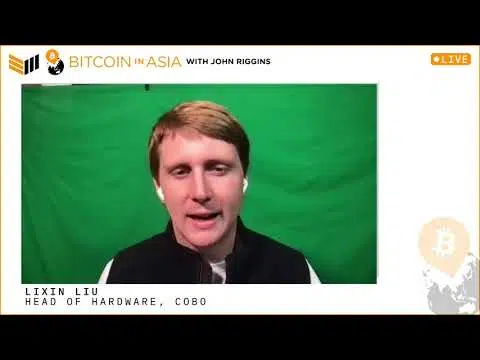 BITCOIN IN ASIA WITH JOHN RIGGINS
LIVE
LIXIN LIU
HEAD OF HARDWARE, COBO